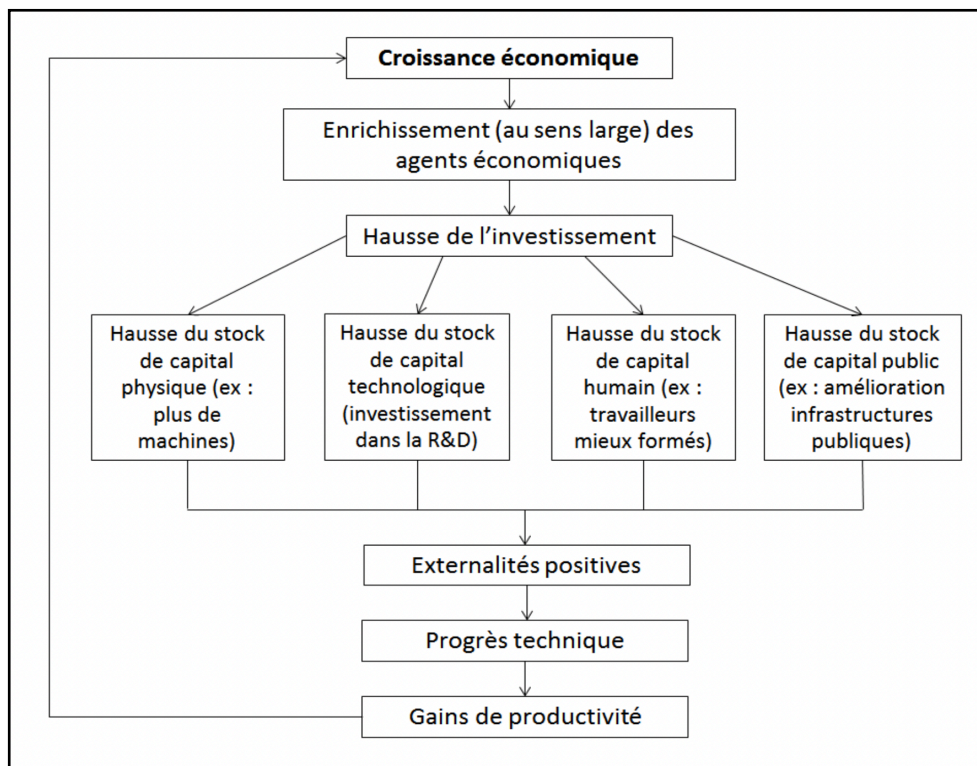 Croissance économique
Enrichissement (au sens large) des
agents économiques
Hausse de l’investissement
Hausse du stock
de capital
physique (ex :
plus de
machines)
Hausse du stock
de capital
technologique
(investissement
dans la R&D)
Hausse du stock
de capital
humain (ex :
travailleurs
mieux formés)
Hausse du stock
de capital public
(ex : amélioration
infrastructures
publiques)
Externalités positives
Progrès technique
Gains de productivité